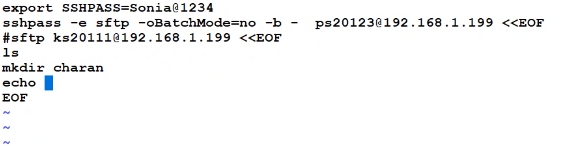 export SSHPASS=Sonia@1234
sshpass -e sftp -oBatchMode=no -b -  ps20123@192.168.1.199 <<EOF
#sftp ks20111@192.168.1.199 <<EOF
ls
mkdir charan
echo
EOF
~
~
~